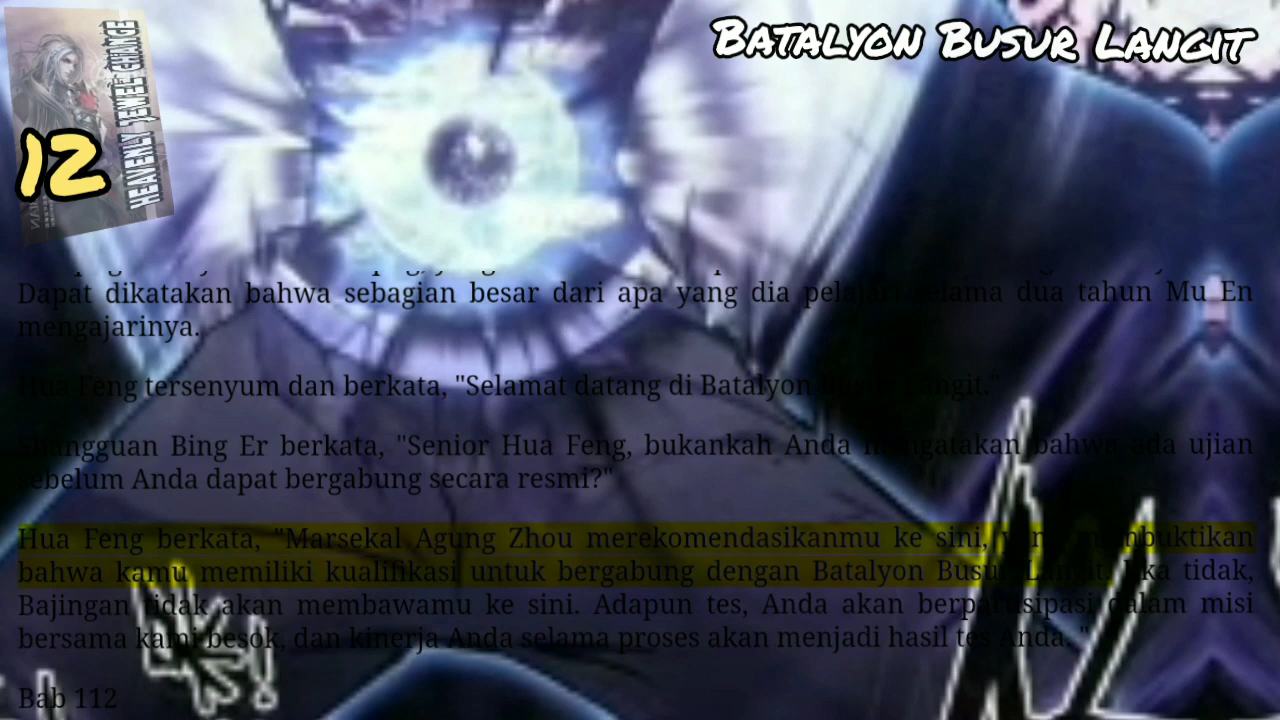 Batalyon Busur Langit
HEAVENLY JEWEL CHANGE
12
Dapat dikatakan bahwa sebagian besar dari apa yang dia pelajari selama dua tahun Mu En
mengajarinya.
Hua Feng tersenyum dan berkata, "Selamat datang di Batalyon Busur Langit."
Shangguan Bing Er berkata, "Senior Hua Feng, bukankah Anda mengatakan bahwa ada ujian
sebelum Anda dapat bergabung secara resmi?"
Hua Feng berkata, "Marsekal Agung Zhou merekomendasikanmu ke sini, yang membuktikan
bahwa kamu memiliki kualifikasi untuk bergabung dengan Batalyon Busur Langit. Jika tidak,
Bajingan tidak akan membawamu ke sini. Adapun tes, Anda akan berpartisipasi dalam misi
bersama kami besok, dan kinerja Anda selama proses akan menjadi hasil tes Anda. "
Bab 112